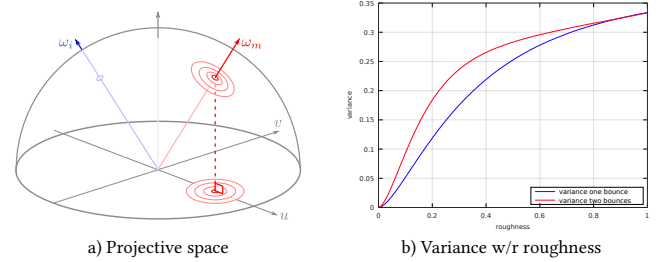 ω_i
ω_m
v
u
a) Projective space
0.35
0.3
0.25
0.2
0.15
0.1
0.05
0
variance
0
0.2
0.4
0.6
0.8
1
roughness
variance one bounce
variance two bounces
b) Variance w/r roughness